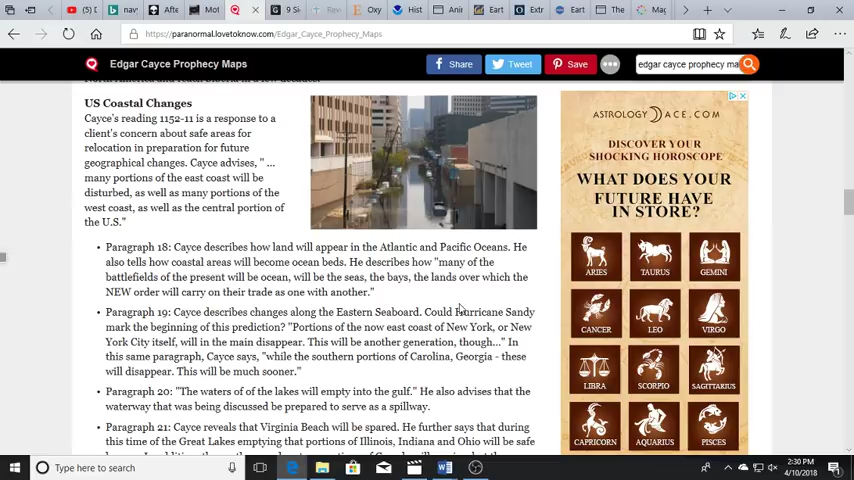 (5) D
nav
Afte
Mot
9 Si
Rev
Oxy
Hist
Ani
Eart
Extr
Eart
The
Mag
https://paranormal.lovetoknow.com/Edgar_Cayce_Prophecy_Maps
Edgar Cayce Prophecy Maps
Share
Tweet
Save
edgar cayce prophecy ma
US Coastal Changes
Cayce's reading 1152-11 is a response to a
client's concern about safe areas for
relocation in preparation for future
geographical changes. Cayce advises, " ...
many portions of the east coast will be
disturbed, as well as many portions of the
west coast, as well as the central portion of
the U.S."
• Paragraph 18: Cayce describes how land will appear in the Atlantic and Pacific Oceans. He
also tells how coastal areas will become ocean beds. He describes how "many of the
battlefields of the present will be ocean, will be the seas, the bays, the lands over which the
NEW order will carry on their trade as one with another."
• Paragraph 19: Cayce describes changes along the Eastern Seaboard. Could Hurricane Sandy
mark the beginning of this prediction? "Portions of the now east coast of New York, or New
York City itself, will in the main disappear. This will be another generation, though..." In
this same paragraph, Cayce says, "while the southern portions of Carolina, Georgia - these
will disappear. This will be much sooner."
• Paragraph 20: "The waters of of the lakes will empty into the gulf." He also advises that the
waterway that was being discussed be prepared to serve as a spillway.
• Paragraph 21: Cayce reveals that Virginia Beach will be spared. He further says that during
this time of the Great Lakes emptying that portions of Illinois, Indiana and Ohio will be safe
ASTROLOGY ACE.COM
DISCOVER YOUR
SHOCKING HOROSCOPE
WHAT DOES YOUR
FUTURE HAVE
IN STORE?
ARIES
TAURUS
GEMINI
CANCER
LEO
VIRGO
LIBRA
SCORPIO
SAGITTARIUS
CAPRICORN
AQUARIUS
PISCES
Type here to search
2:30 PM
4/10/2018